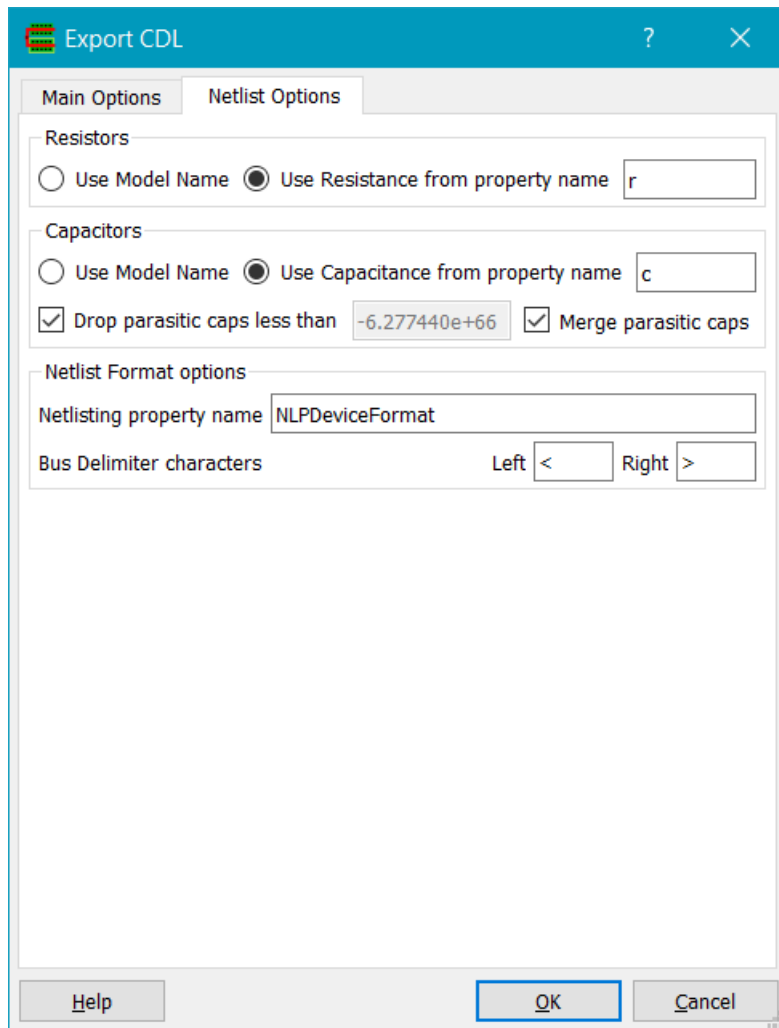 Export CDL ?
Main Options Netlist Options
Resistors
Use Model Name Use Resistance from property name r
Capacitors
Use Model Name Use Capacitance from property name c
Drop parasitic caps less than -6.277440e+66 Merge parasitic caps
Netlist Format options
Netlisting property name NLPDeviceFormat
Bus Delimiter characters Left < Right >
Help OK Cancel